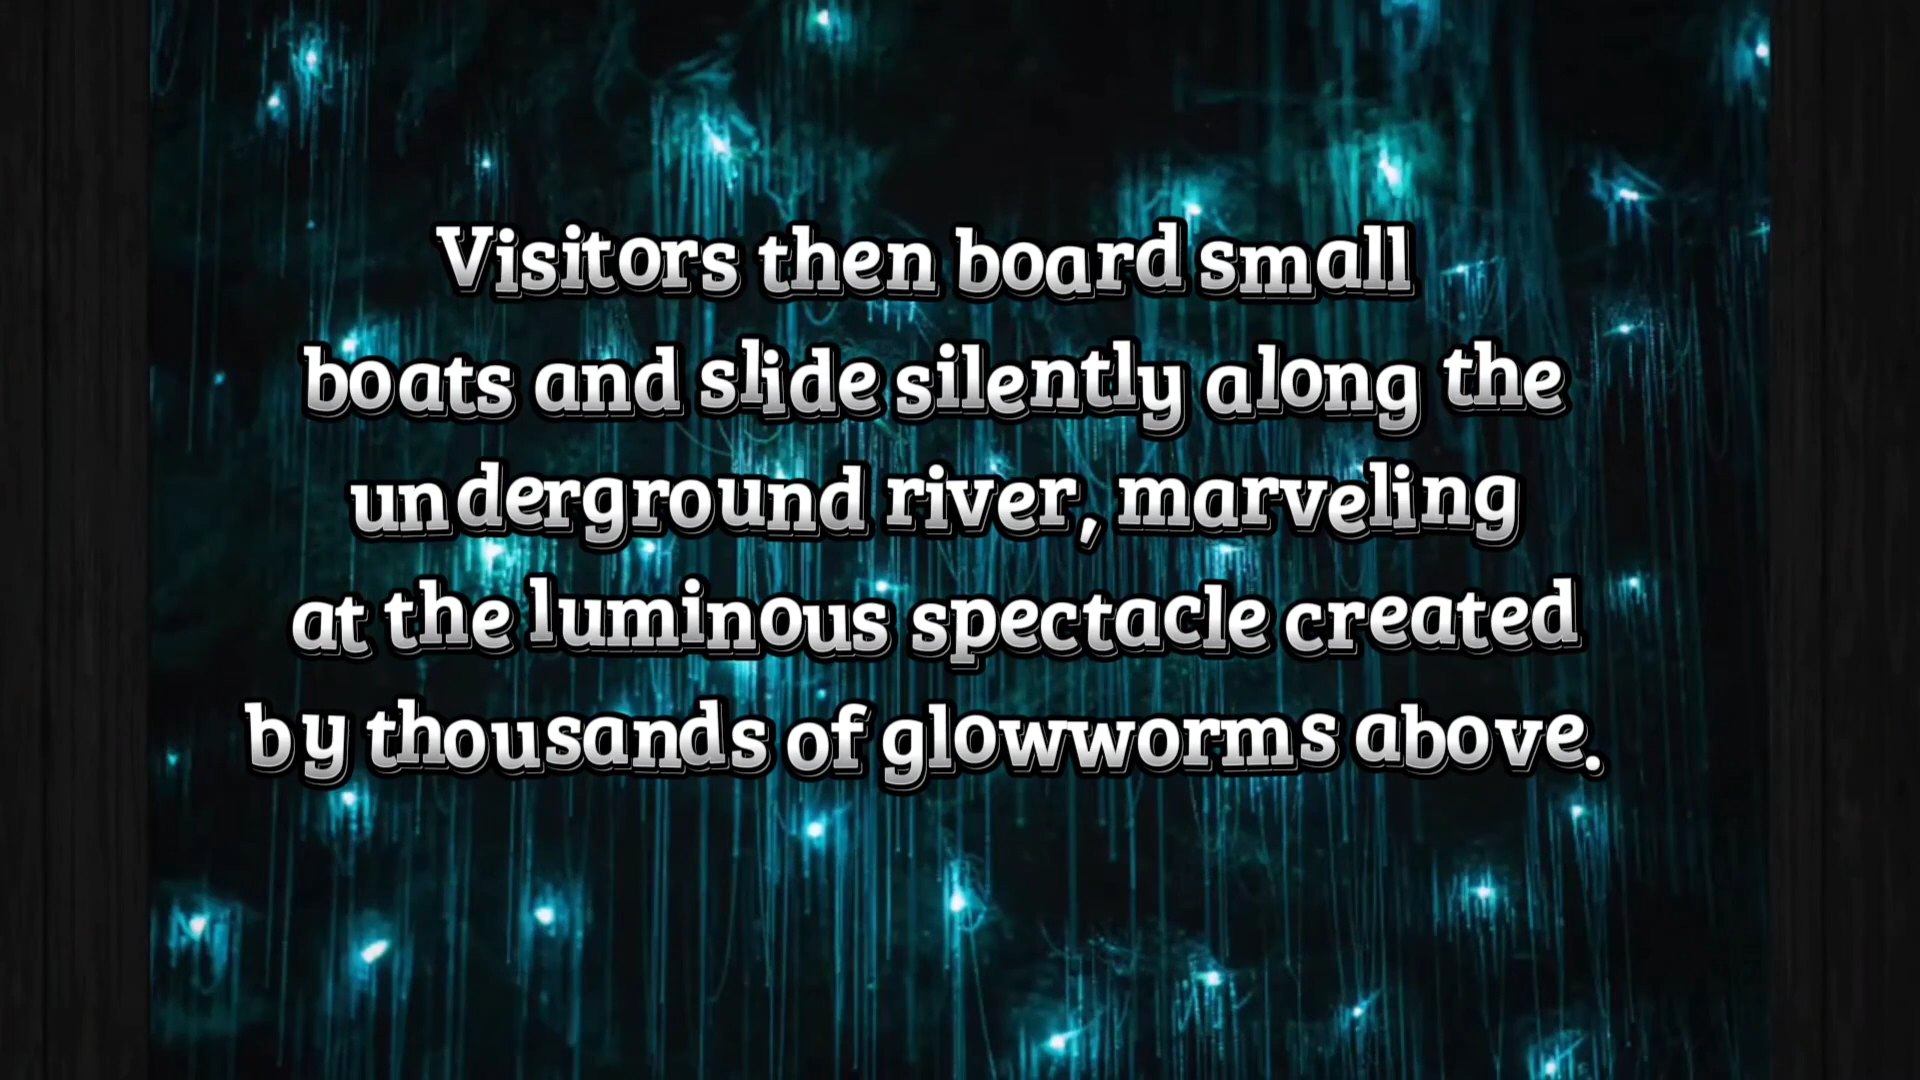 Visitors then board small
boats and slide silently along the
underground river, marveling
at the luminous spectacle created
by thousands of glowworms above.